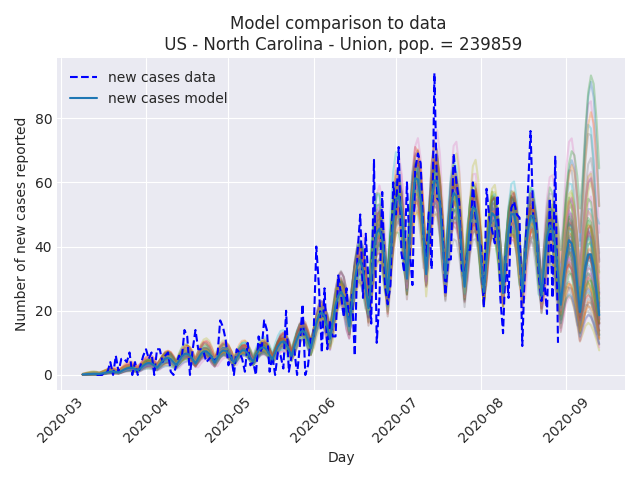 Model comparison to data
US - North Carolina - Union, pop. = 239859
new cases data
new cases model
Number of new cases reported
80
60
40
20
0
2020-03
2020-04
2020-05
2020-06
2020-07
2020-08
2020-09
Day